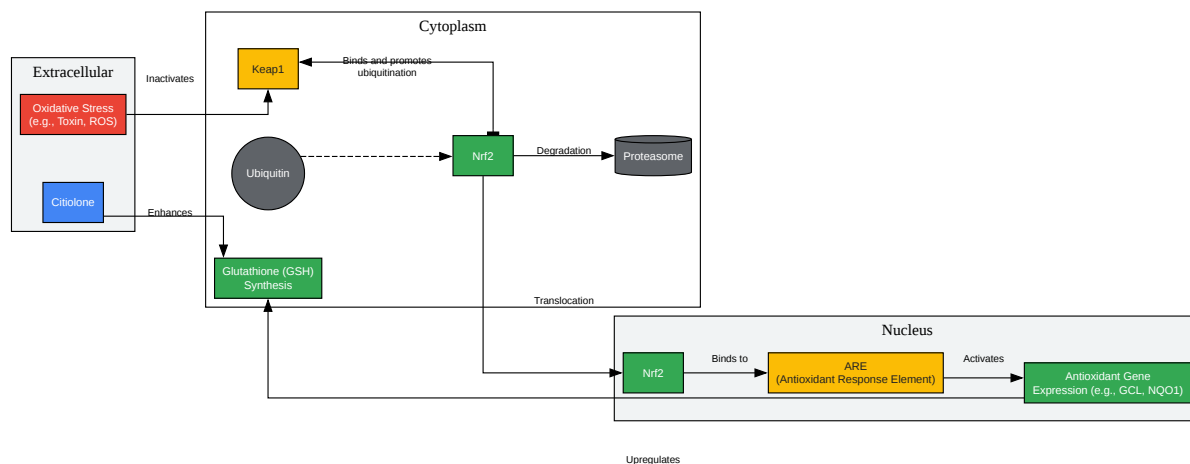 Cytoplasm
Extracellular
Keap1
Binds and promotes
ubiquitination
Inactivates
Oxidative Stress
(e.g., Toxin, ROS)
Ubiquitin
Nrf2
Degradation
Proteasome
Citiolone
Enhances
Glutathione (GSH)
Synthesis
Translocation
Nucleus
Nrf2
Binds to
ARE
(Antioxidant Response Element)
Activates
Antioxidant Gene
Expression (e.g., GCL, NQO1)
Upregulates